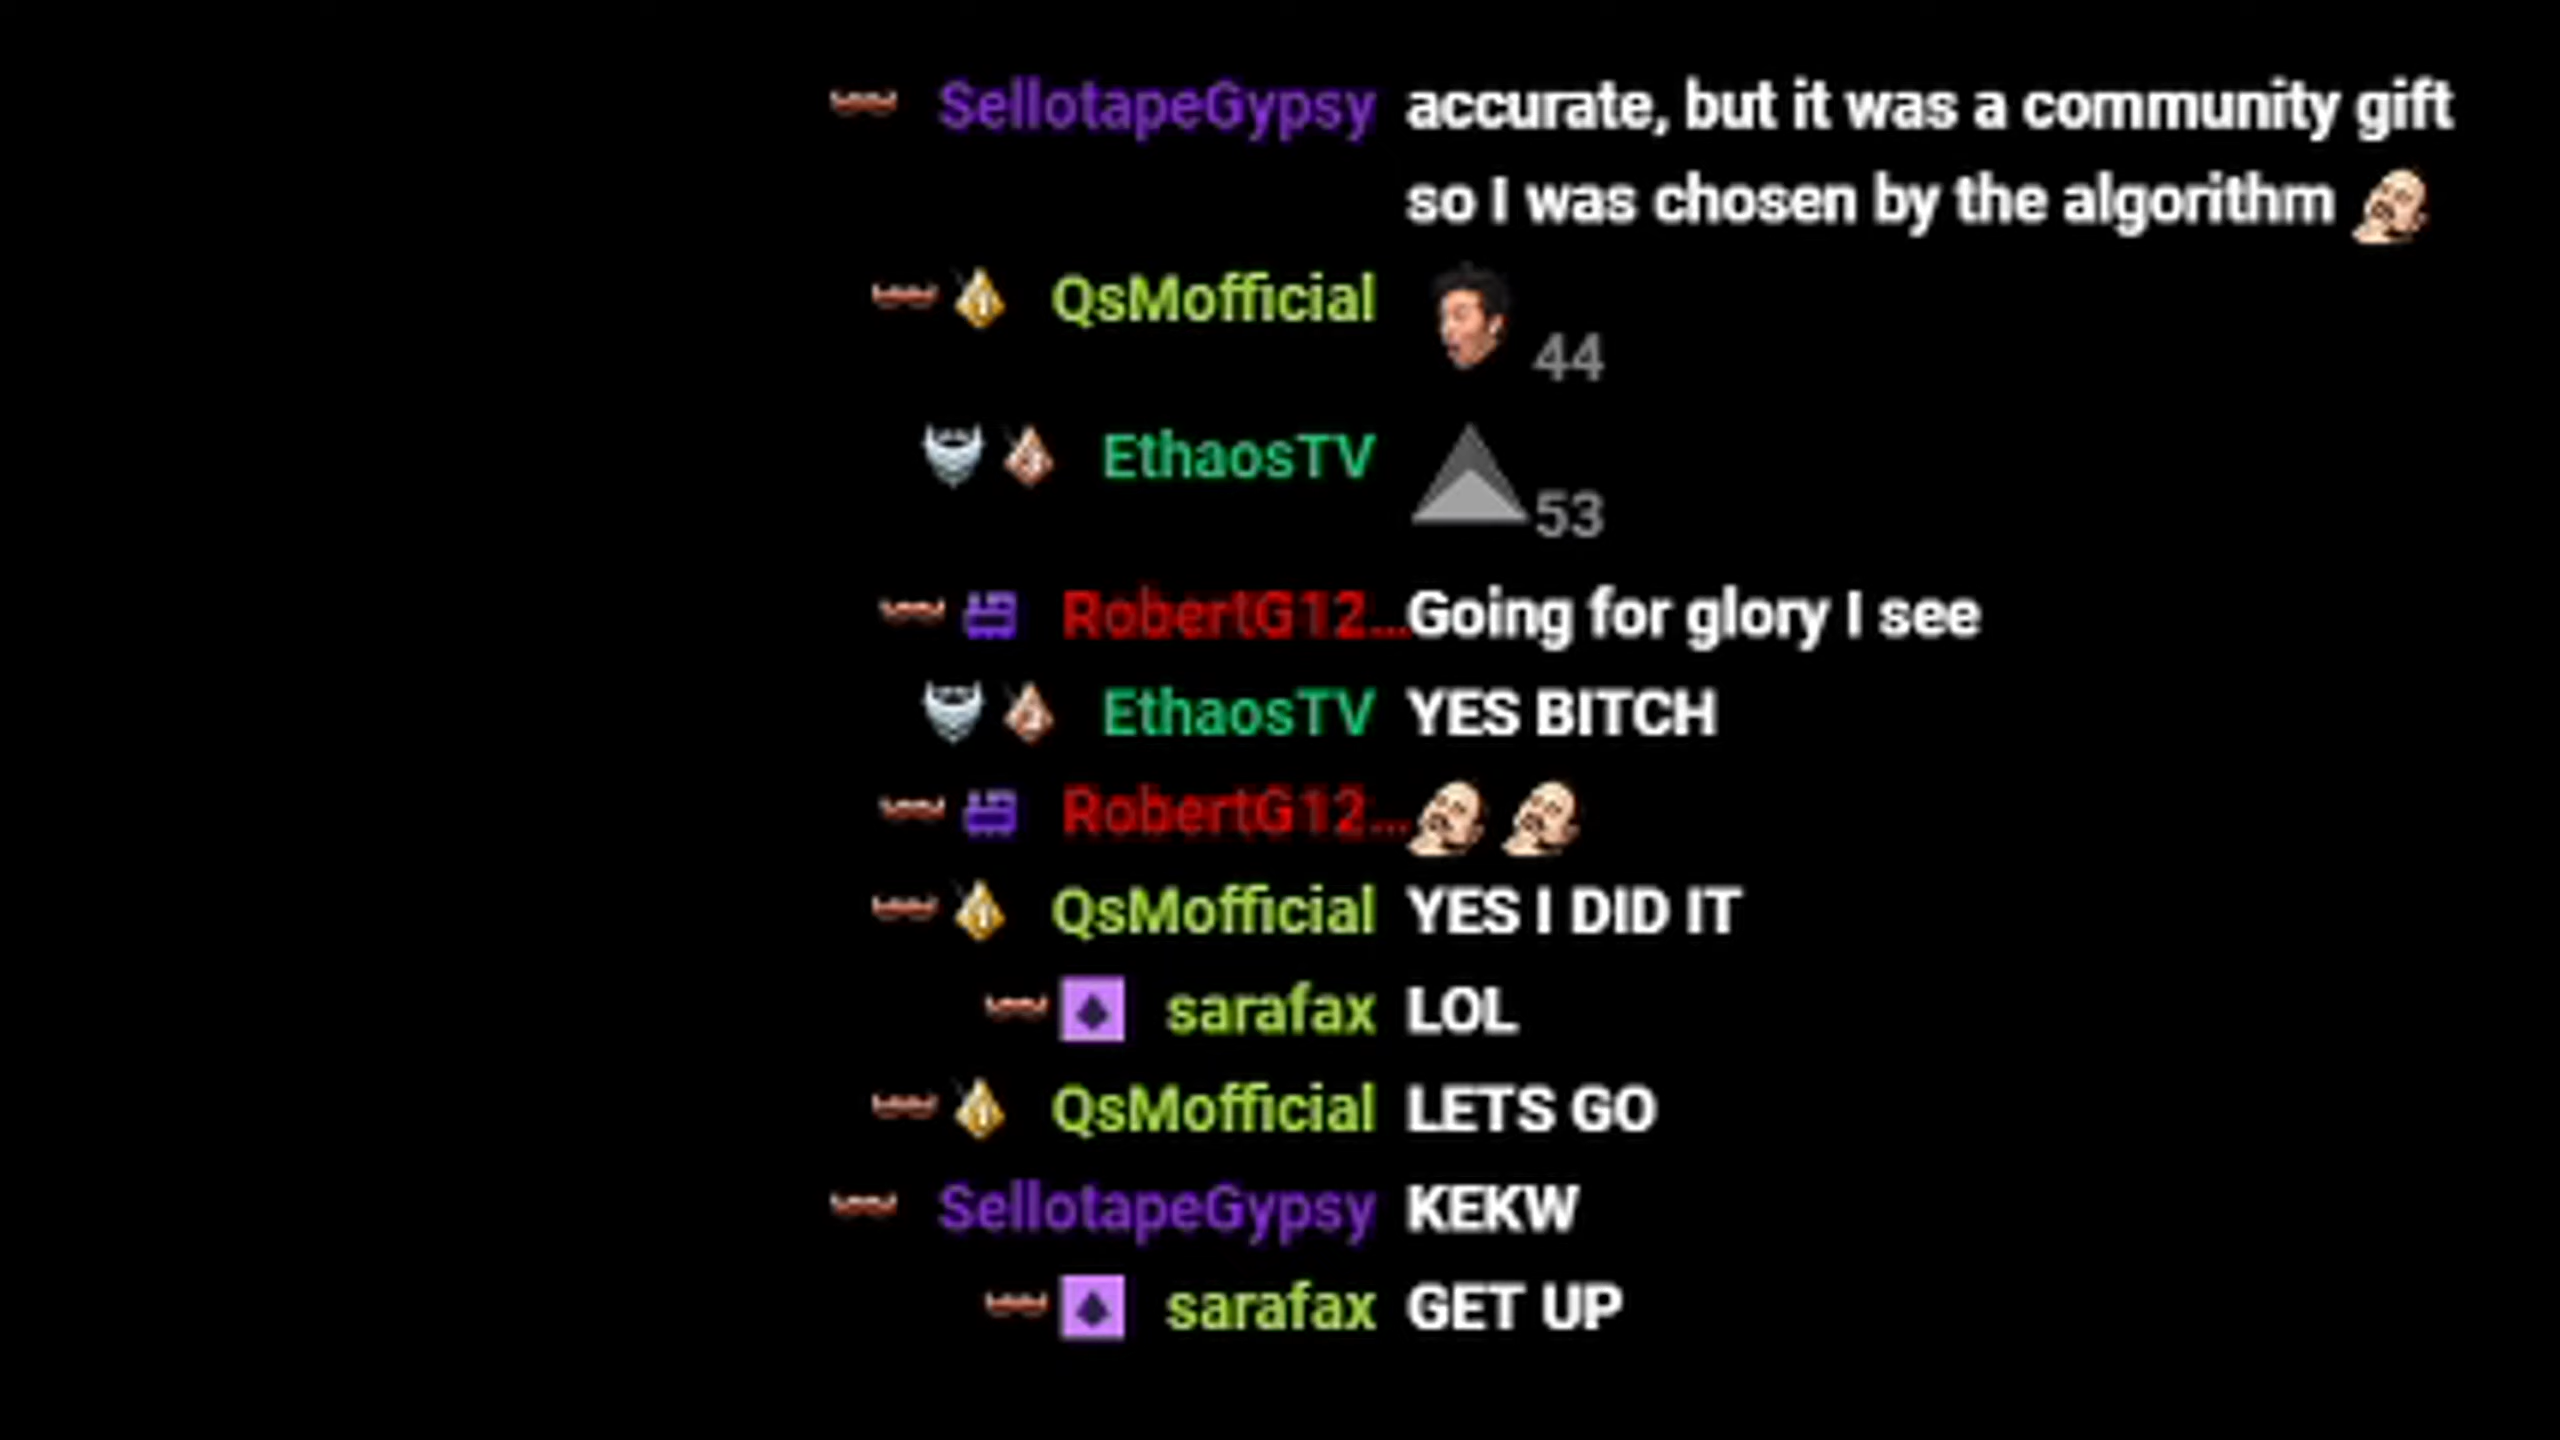 SellotapeGypsy accurate, but it was a community gift
so I was chosen by the algorithm
QsMofficial 44
EthaosTV 53
RobertG12... Going for glory I see
EthaosTV YES BITCH
RobertG12...
QsMofficial YES I DID IT
sarafax LOL
QsMofficial LETS GO
SellotapeGypsy KEKW
sarafax GET UP